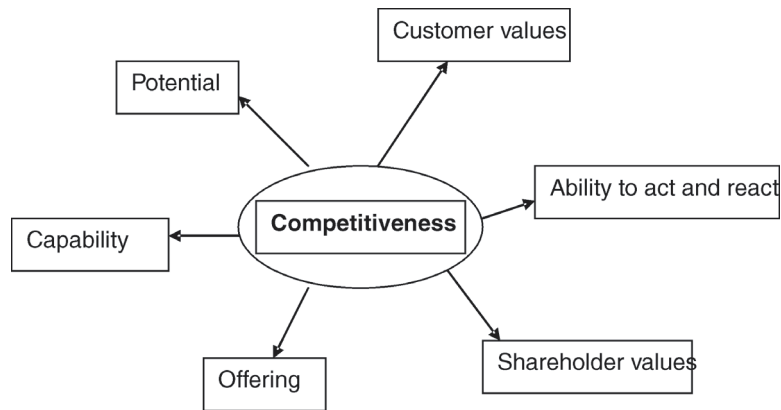 Customer values
Potential
Ability to act and react
Competitiveness
Capability
Shareholder values
Offering